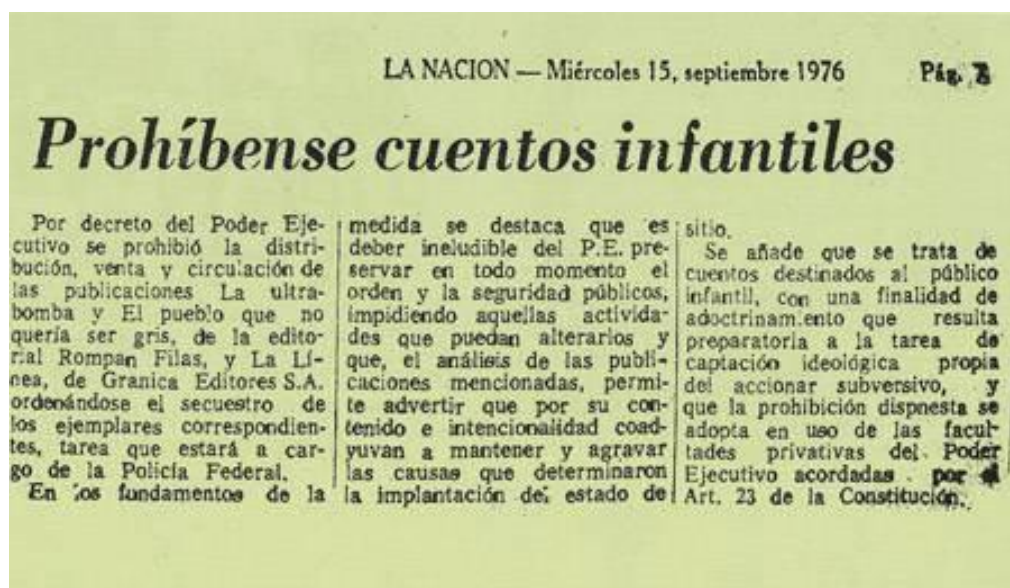 LA NACION — Miércoles 15, septiembre 1976 Pág.
Prohíbense cuentos infantiles
Por decreto del Poder Eje-
cutivo se prohibió la distri-
bución, venta y circulación de
las publicaciones La ultra-
bomba y El pueblo que no
quería ser gris, de la edito-
rial Rompan Filas, y La Lí-
nea, de Granica Editores S.A.
ordenándose el secuestro de
los ejemplares correspondien-
tes, tarea que estará a car-
go de la Policía Federal.
En los fundamentos de la
medida se destaca que es
deber ineludible del P.E. pre-
servar en todo momento el
orden y la seguridad públicos,
impidiendo aquellas activida-
des que puedan alterarios y
que, el análisis de las publi-
caciones mencionadas, permi-
te advertir que por su con-
tenido e intencionalidad coad-
yuvan a mantener y agravar
las causas que determinaron
la implantación del estado de
sitio.
Se añade que se trata de
cuentos destinados al público
infantil, con una finalidad de
adoctrinamiento que resulta
preparatoria a la tarea de
captación ideológica propia
del accionar subversivo, y
que la prohibición dispnesta se
adopta en uso de las facul-
tades privativas del Poder
Ejecutivo acordadas por el
Art. 23 de la Constitución.